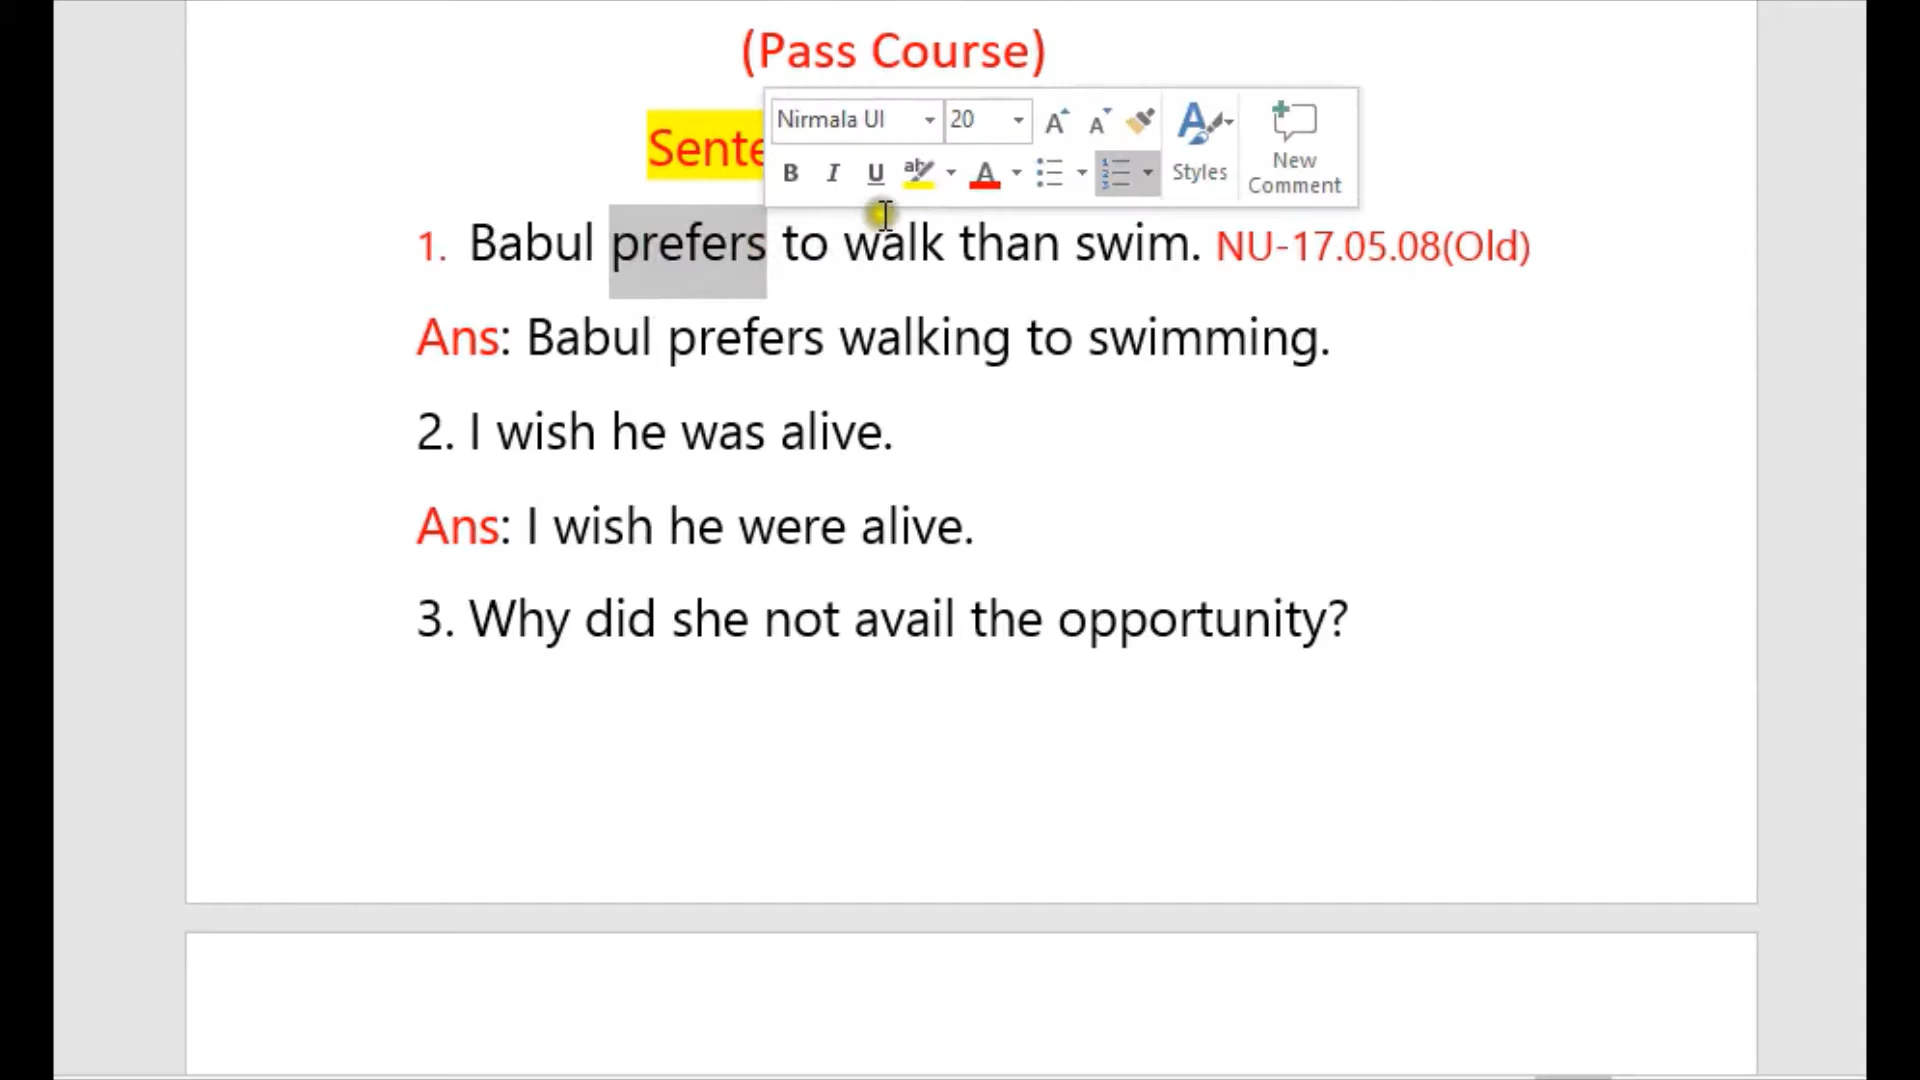 (Pass Course)
Sente
Nirmala UI 20
Styles
New
Comment
B I U
1. Babul prefers to walk than swim. NU-17.05.08(Old)
Ans: Babul prefers walking to swimming.
2. I wish he was alive.
Ans: I wish he were alive.
3. Why did she not avail the opportunity?